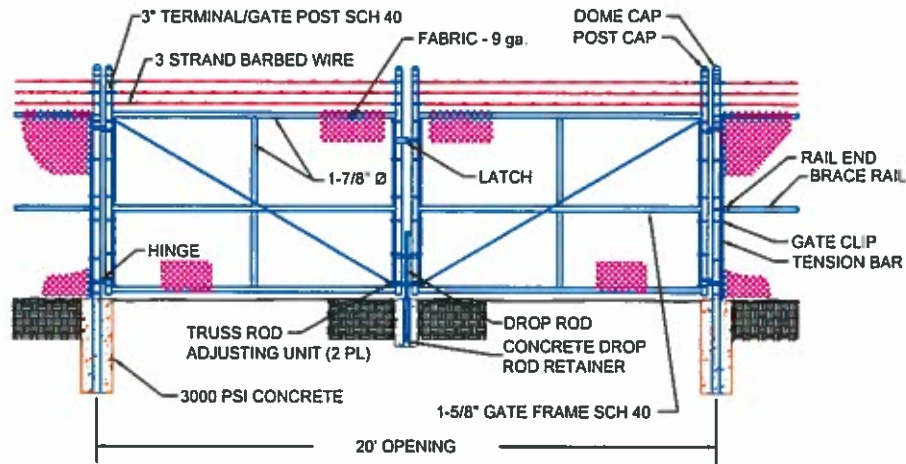 3" TERMINAL/GATE POST SCH 40
DOME CAP
POST CAP
FABRIC - 9 ga.
3 STRAND BARBED WIRE
1-7/8" Ø
LATCH
RAIL END
BRACE RAIL
HINGE
GATE CLIP
TENSION BAR
TRUSS ROD
ADJUSTING UNIT (2 PL)
DROP ROD
CONCRETE DROP
ROD RETAINER
3000 PSI CONCRETE
1-5/8" GATE FRAME SCH 40
20' OPENING